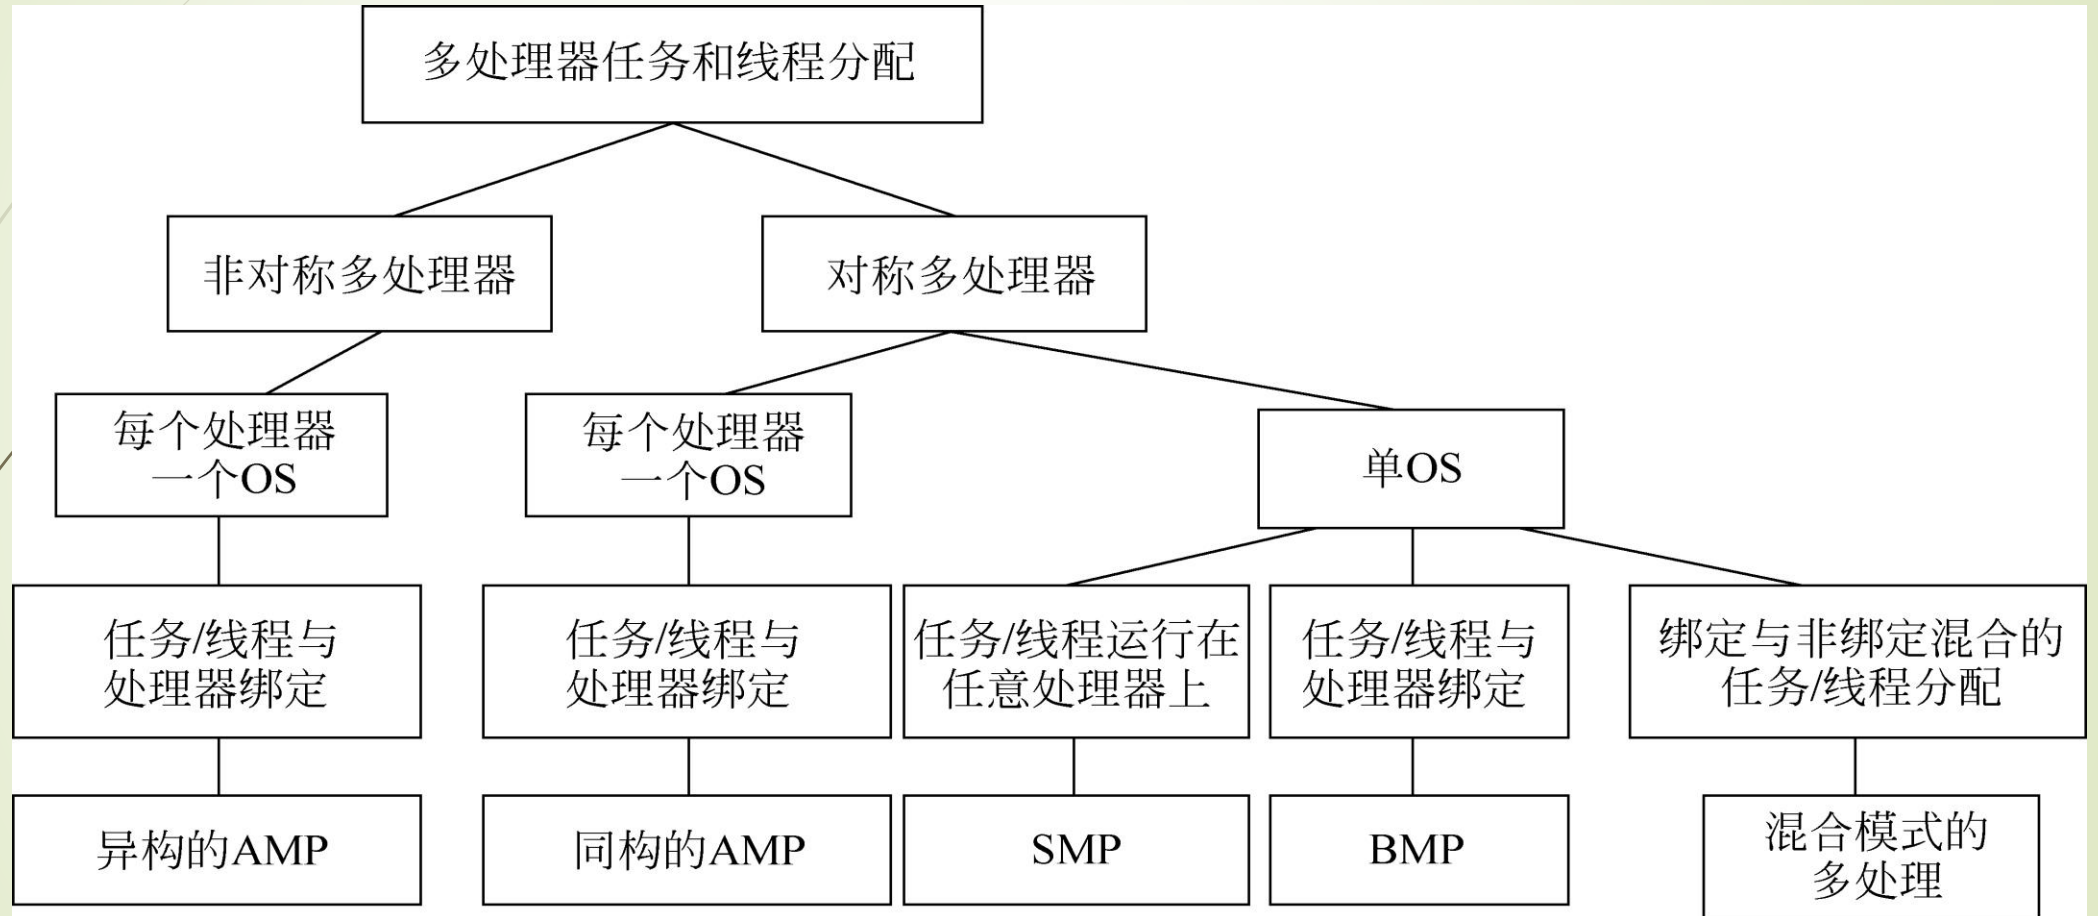 多处理器任务和线程分配
非对称多处理器
对称多处理器
每个处理器
一个OS
每个处理器
一个OS
单OS
任务/线程与
处理器绑定
任务/线程与
处理器绑定
任务/线程运行在
任意处理器上
任务/线程与
处理器绑定
绑定与非绑定混合的
任务/线程分配
异构的AMP
同构的AMP
SMP
BMP
混合模式的
多处理